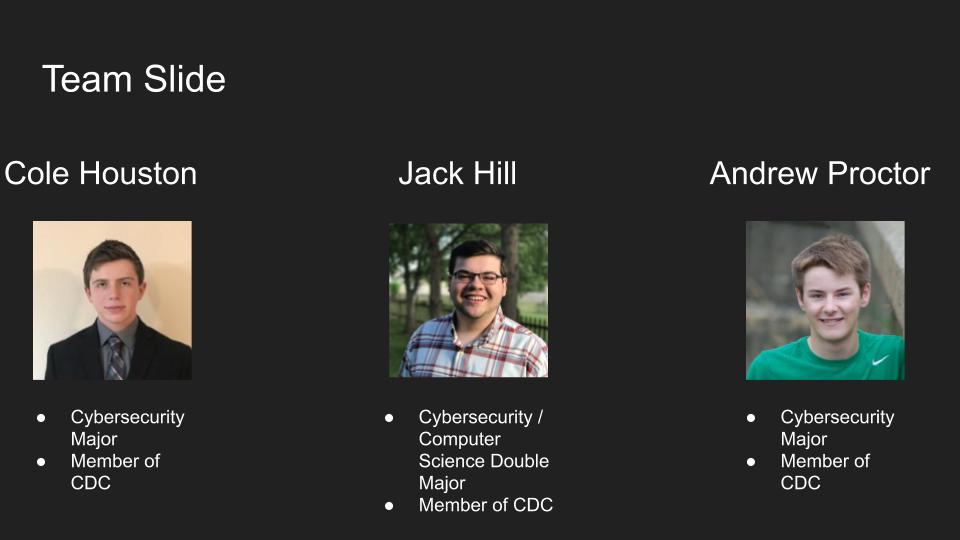 Team Slide
Cole Houston
Jack Hill
Andrew Proctor
● Cybersecurity
Major
● Member of
CDC
● Cybersecurity /
Computer
Science Double
Major
● Member of CDC
● Cybersecurity
Major
● Member of
CDC